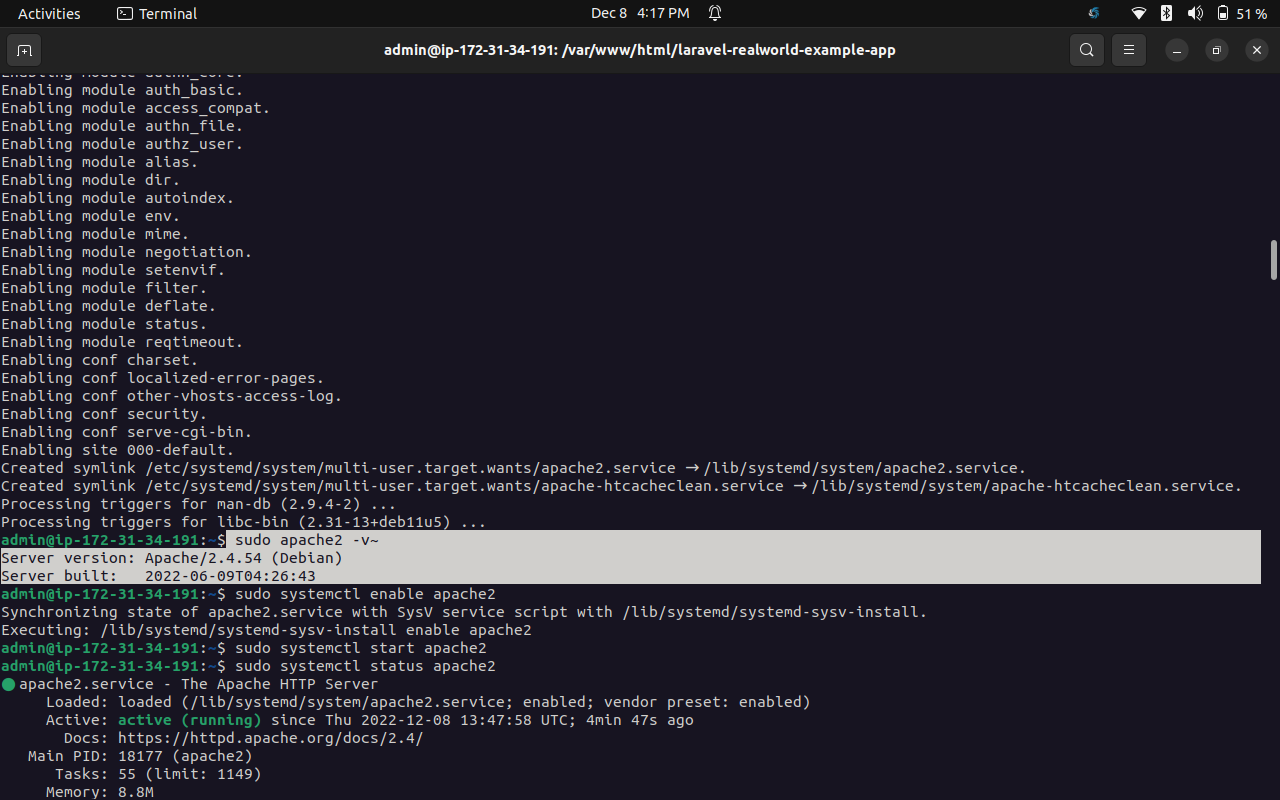 Activities
Terminal
Dec 8 4:17 PM
51 %
admin@ip-172-31-34-191: /var/www/html/laravel-realworld-example-app
Enabling module authn_core.
Enabling module auth_basic.
Enabling module access_compat.
Enabling module authn_file.
Enabling module authz_user.
Enabling module alias.
Enabling module dir.
Enabling module autoindex.
Enabling module env.
Enabling module mime.
Enabling module negotiation.
Enabling module setenvif.
Enabling module filter.
Enabling module deflate.
Enabling module status.
Enabling module reqtimeout.
Enabling conf charset.
Enabling conf localized-error-pages.
Enabling conf other-vhosts-access-log.
Enabling conf security.
Enabling conf serve-cgi-bin.
Enabling site 000-default.
Created symlink /etc/systemd/system/multi-user.target.wants/apache2.service → /lib/systemd/system/apache2.service.
Created symlink /etc/systemd/system/multi-user.target.wants/apache-htcacheclean.service → /lib/systemd/system/apache-htcacheclean.service.
Processing triggers for man-db (2.9.4-2) ...
Processing triggers for libc-bin (2.31-13+deb11u5) ...
admin@ip-172-31-34-191:~$ sudo apache2 -v~
Server version: Apache/2.4.54 (Debian)
Server built:   2022-06-09T04:26:43
admin@ip-172-31-34-191:~$ sudo systemctl enable apache2
Synchronizing state of apache2.service with SysV service script with /lib/systemd/systemd-sysv-install.
Executing: /lib/systemd/systemd-sysv-install enable apache2
admin@ip-172-31-34-191:~$ sudo systemctl start apache2
admin@ip-172-31-34-191:~$ sudo systemctl status apache2
● apache2.service - The Apache HTTP Server
     Loaded: loaded (/lib/systemd/system/apache2.service; enabled; vendor preset: enabled)
     Active: active (running) since Thu 2022-12-08 13:47:58 UTC; 4min 47s ago
       Docs: https://httpd.apache.org/docs/2.4/
   Main PID: 18177 (apache2)
      Tasks: 55 (limit: 1149)
     Memory: 8.8M